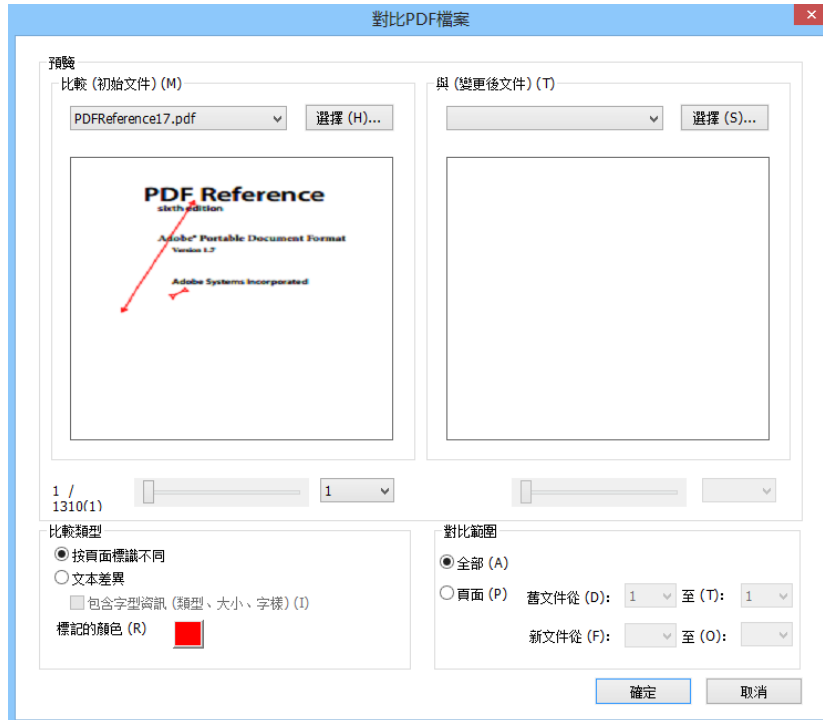 對比PDF檔案
預覽
比較 (初始文件) (M)
PDFReference17.pdf
選擇 (H)...
PDF Reference
sixth edition
Adobe® Portable Document Format
Version 1.7
Adobe Systems Incorporated
1 /
1310(1)
1
與 (變更後文件) (T)
選擇 (S)...
比較類型
按頁面標識不同
文本差異
包含字型資訊 (類型、大小、字樣) (I)
標記的顏色 (R)
對比範圍
全部 (A)
頁面 (P) 舊文件從 (D): 1 至 (T): 1
新文件從 (F): 至 (O):
確定 取消